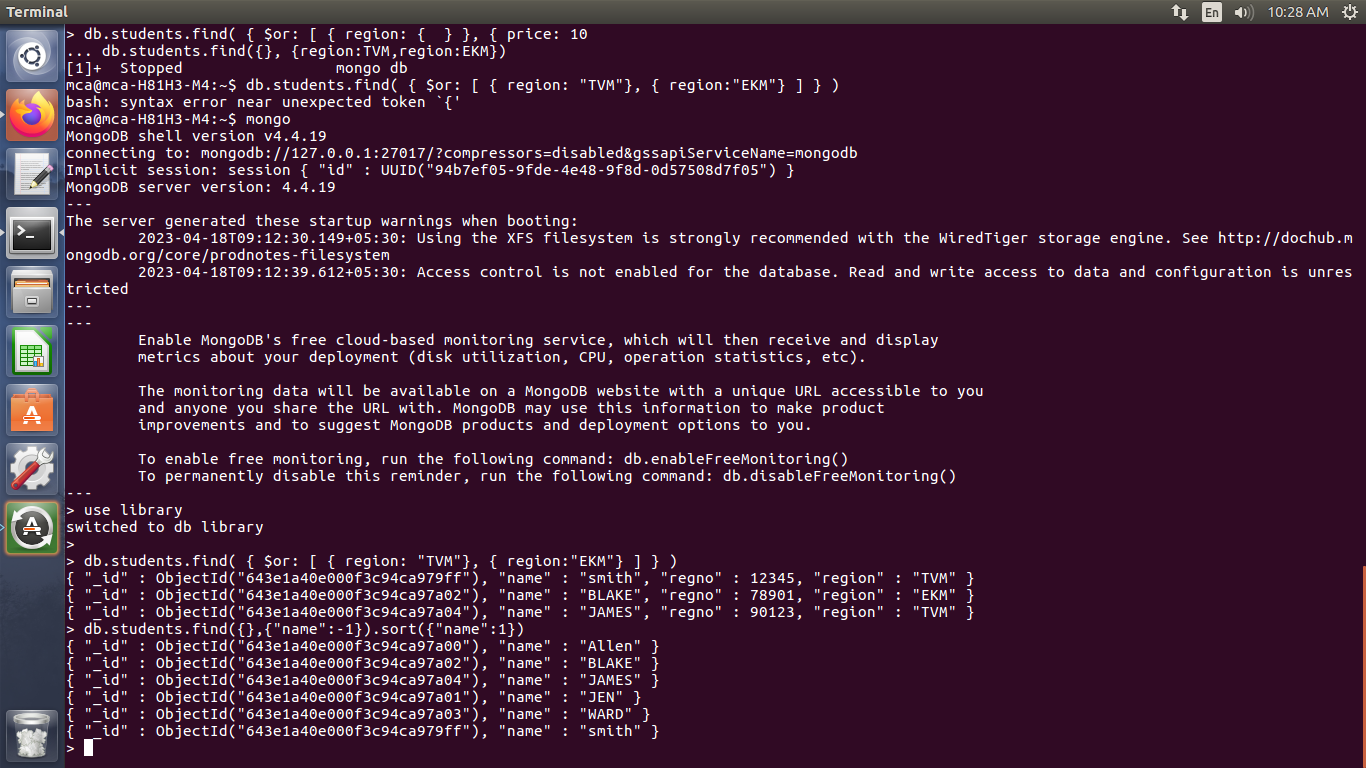 Terminal
En
10:28 AM
> db.students.find( { $or: [ { region: {  } }, { price: 10
... db.students.find({}, {region:TVM,region:EKM})
[1]+  Stopped                 mongo db
mca@mca-H81H3-M4:~$ db.students.find( { $or: [ { region: "TVM"}, { region:"EKM"} ] } )
bash: syntax error near unexpected token `{'
mca@mca-H81H3-M4:~$ mongo
MongoDB shell version v4.4.19
connecting to: mongodb://127.0.0.1:27017/?compressors=disabled&gssapiServiceName=mongodb
Implicit session: session { "id" : UUID("94b7ef05-9fde-4e48-9f8d-0d57508d7f05") }
MongoDB server version: 4.4.19
---
The server generated these startup warnings when booting:
        2023-04-18T09:12:30.149+05:30: Using the XFS filesystem is strongly recommended with the WiredTiger storage engine. See http://dochub.m
ongodb.org/core/prodnotes-filesystem
        2023-04-18T09:12:39.612+05:30: Access control is not enabled for the database. Read and write access to data and configuration is unres
tricted
---
---
        Enable MongoDB's free cloud-based monitoring service, which will then receive and display
        metrics about your deployment (disk utilization, CPU, operation statistics, etc).

        The monitoring data will be available on a MongoDB website with a unique URL accessible to you
        and anyone you share the URL with. MongoDB may use this information to make product
        improvements and to suggest MongoDB products and deployment options to you.

        To enable free monitoring, run the following command: db.enableFreeMonitoring()
        To permanently disable this reminder, run the following command: db.disableFreeMonitoring()
---
> use library
switched to db library
>
> db.students.find( { $or: [ { region: "TVM"}, { region:"EKM"} ] } )
{ "_id" : ObjectId("643e1a40e000f3c94ca979ff"), "name" : "smith", "regno" : 12345, "region" : "TVM" }
{ "_id" : ObjectId("643e1a40e000f3c94ca97a02"), "name" : "BLAKE", "regno" : 78901, "region" : "EKM" }
{ "_id" : ObjectId("643e1a40e000f3c94ca97a04"), "name" : "JAMES", "regno" : 90123, "region" : "TVM" }
> db.students.find({},{"name":-1}).sort({"name":1})
{ "_id" : ObjectId("643e1a40e000f3c94ca97a00"), "name" : "Allen" }
{ "_id" : ObjectId("643e1a40e000f3c94ca97a02"), "name" : "BLAKE" }
{ "_id" : ObjectId("643e1a40e000f3c94ca97a04"), "name" : "JAMES" }
{ "_id" : ObjectId("643e1a40e000f3c94ca97a01"), "name" : "JEN" }
{ "_id" : ObjectId("643e1a40e000f3c94ca97a03"), "name" : "WARD" }
{ "_id" : ObjectId("643e1a40e000f3c94ca979ff"), "name" : "smith" }
>